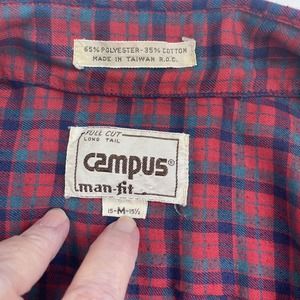 65% POLYESTER - 35% COTTON
MADE IN TAIWAN R.O.C.
FULL CUT
LONG TAIL
campus®
man-fit
15-M-15½